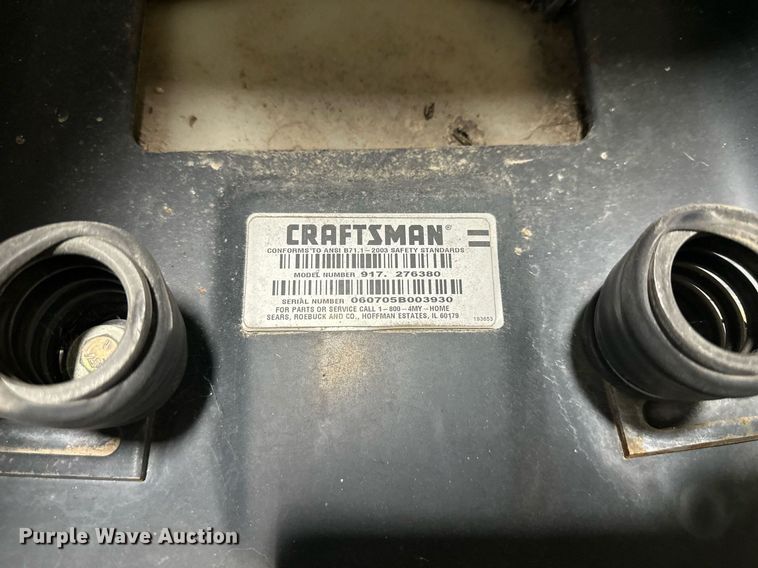 CRAFTSMAN®
CONFORMS TO ANSI B71.1-2003 SAFETY STANDARDS
MODEL NUMBER 917. 276380
SERIAL NUMBER 060705B003930
FOR PARTS OR SERVICE CALL 1-800-4MY-HOME
SEARS, ROEBUCK AND CO., HOFFMAN ESTATES, IL 60179
193653
Purple Wave Auction®